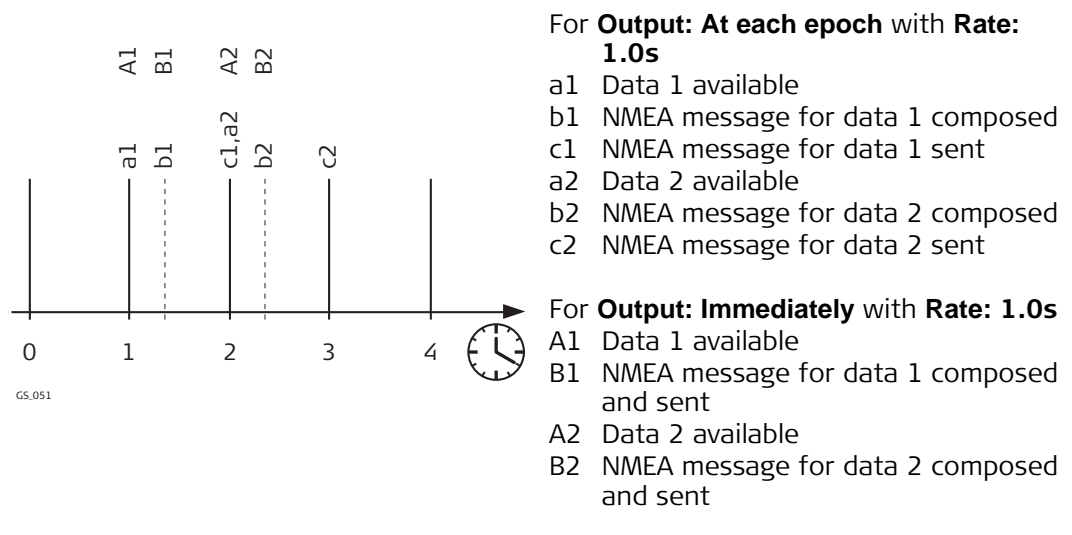 A1 B1 A2 B2
a1 b1 c1,a2 b2 c2
0 1 2 3 4
GS_051
For Output: At each epoch with Rate:
1.0s
a1 Data 1 available
b1 NMEA message for data 1 composed
c1 NMEA message for data 1 sent
a2 Data 2 available
b2 NMEA message for data 2 composed
c2 NMEA message for data 2 sent
For Output: Immediately with Rate: 1.0s
A1 Data 1 available
B1 NMEA message for data 1 composed
and sent
A2 Data 2 available
B2 NMEA message for data 2 composed
and sent